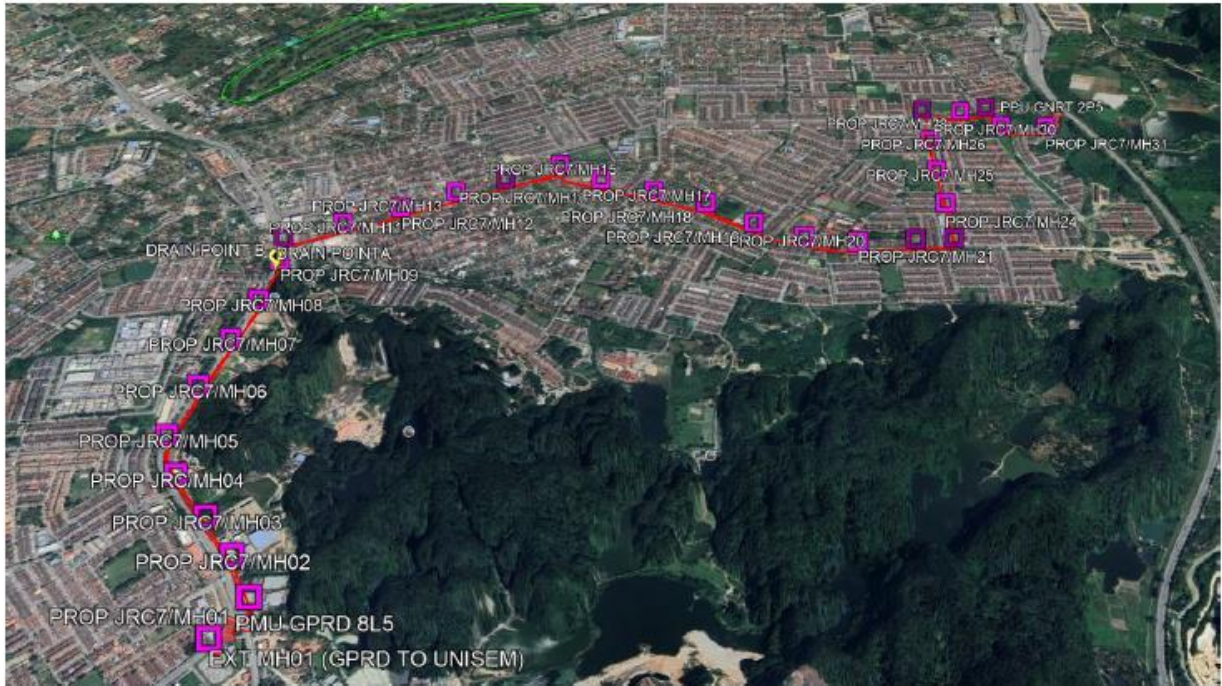 PPU GNRT 2P5
PROP JRC7/MH30
PROP JRC7/MH31
PROP JRC7/MH26
PROP JRC7/MH25
PROP JRC7/MH24
PROP JRC7/MH15
PROP JRC7/MH17
PROP JRC7/MH13
PROP JRC7/MH18
PROP JRC7/MH12
PROP JRC7/MH20
DRAIN POINT B
DRAIN POINT A
PROP JRC7/MH21
PROP JRC7/MH09
PROP JRC7/MH08
PROP JRC7/MH07
PROP JRC7/MH06
PROP JRC7/MH05
PROP JRC/MH04
PROP JRC7/MH03
PROP JRC7/MH02
PROP JRC7/MH01
PMU GPRD 8L5
EXT MH01 (GPRD TO UNISEM)